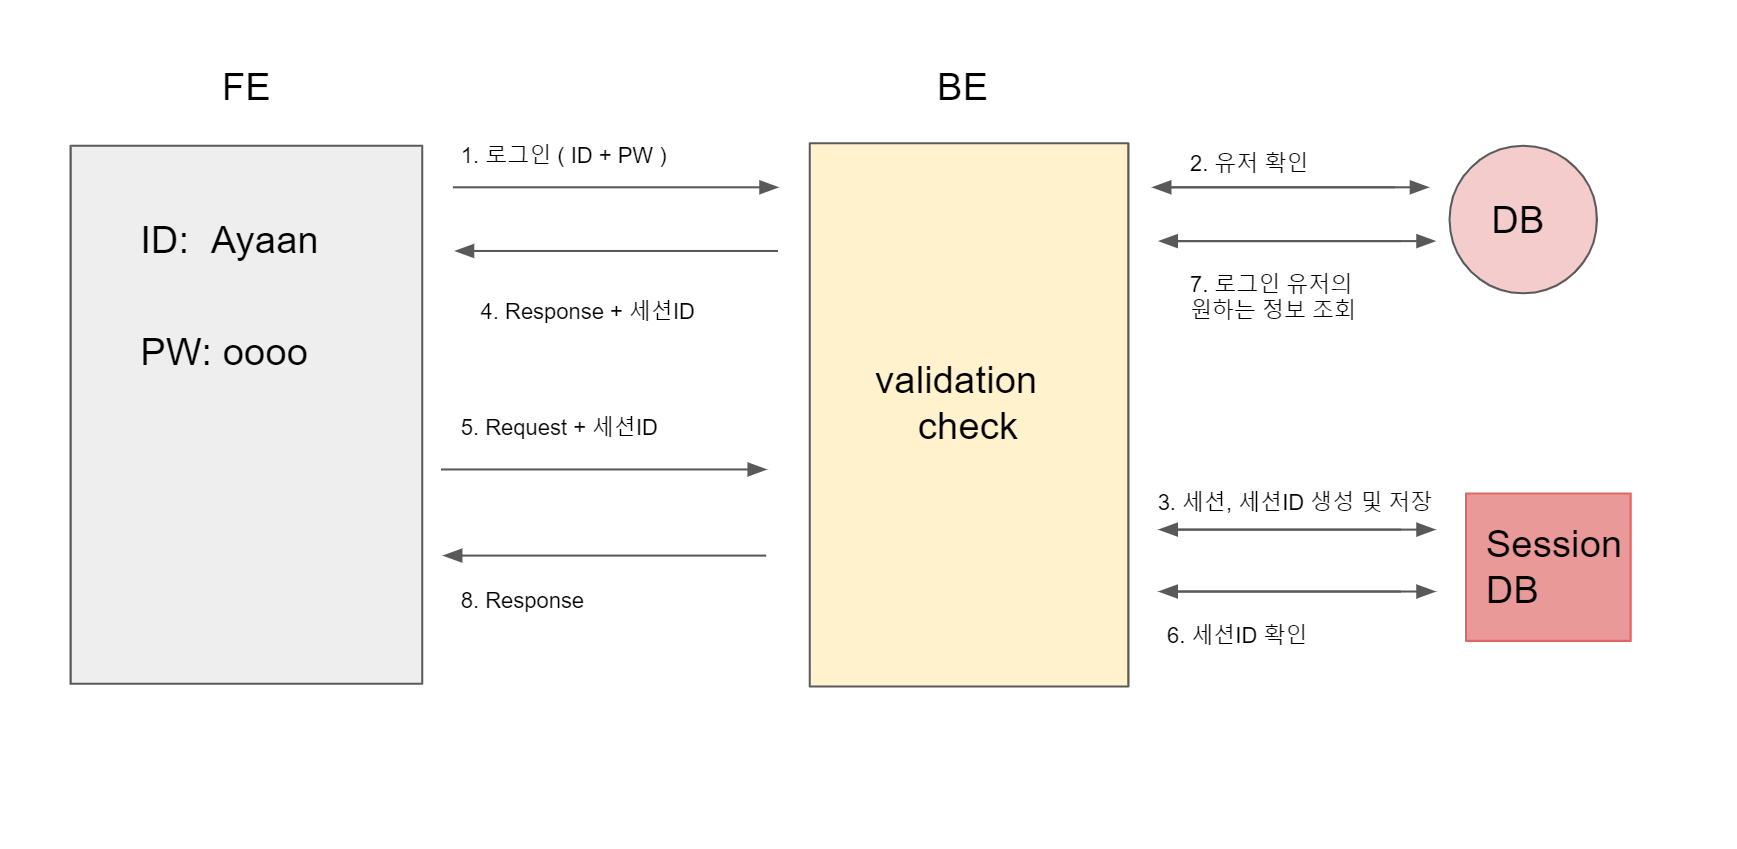 FE
BE
ID:  Ayaan
PW: oooo
1. 로그인 ( ID + PW )
4. Response + 세션ID
5. Request + 세션ID
8. Response
validation
check
2. 유저 확인
7. 로그인 유저의
원하는 정보 조회
DB
3. 세션, 세션ID 생성 및 저장
6. 세션ID 확인
Session
DB